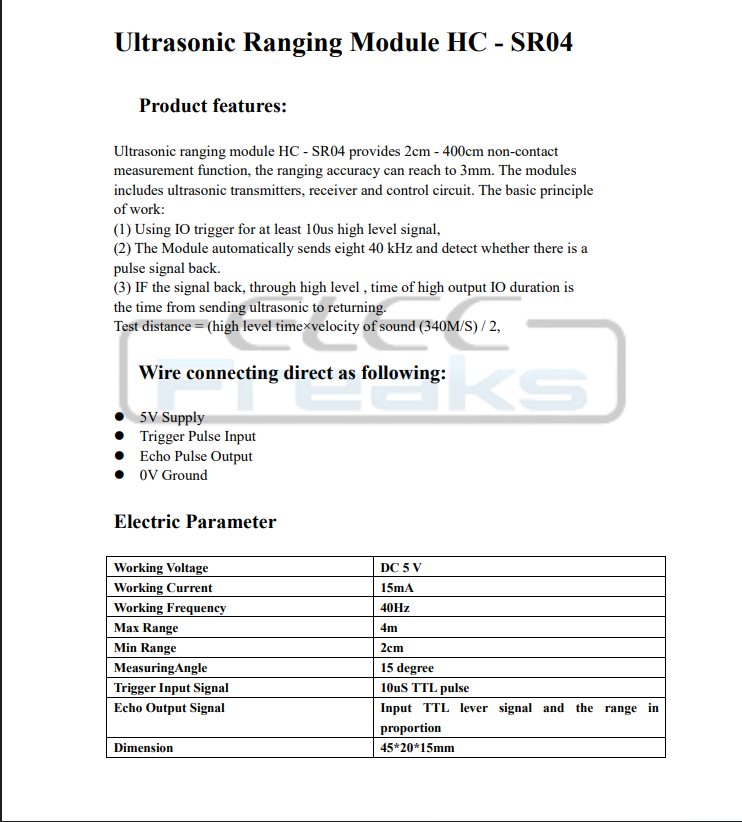 Ultrasonic Ranging Module HC - SR04
Product features:
Ultrasonic ranging module HC - SR04 provides 2cm - 400cm non-contact
measurement function, the ranging accuracy can reach to 3mm. The modules
includes ultrasonic transmitters, receiver and control circuit. The basic principle
of work:
(1) Using IO trigger for at least 10us high level signal,
(2) The Module automatically sends eight 40 kHz and detect whether there is a
pulse signal back.
(3) IF the signal back, through high level , time of high output IO duration is
the time from sending ultrasonic to returning.
Test distance = (high level time×velocity of sound (340M/S) / 2,
ELEC
Freaks
Wire connecting direct as following:
● 5V Supply
● Trigger Pulse Input
● Echo Pulse Output
● 0V Ground
Electric Parameter
Working Voltage DC 5 V
Working Current 15mA
Working Frequency 40Hz
Max Range 4m
Min Range 2cm
MeasuringAngle 15 degree
Trigger Input Signal 10uS TTL pulse
Echo Output Signal Input TTL lever signal and the range in
proportion
Dimension 45*20*15mm